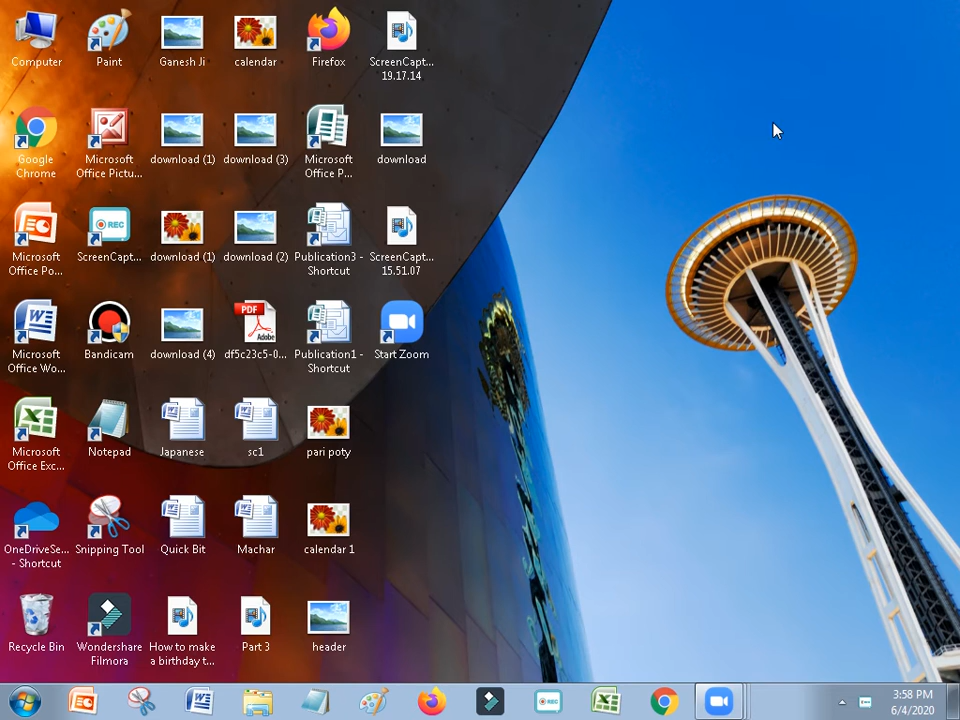 Computer
Paint
Ganesh Ji
calendar
Firefox
ScreenCapt...
19.17.14
Google
Chrome
Microsoft
Office Pictu...
download (1)
download (3)
Microsoft
Office P...
download
Microsoft
Office Po...
ScreenCapt...
download (1)
download (2)
Publication3 -
Shortcut
ScreenCapt...
15.51.07
Microsoft
Office Wo...
Bandicam
download (4)
df5c23c5-0...
Publication1 -
Shortcut
Start Zoom
Microsoft
Office Exc...
Notepad
Japanese
sc1
pari poty
OneDriveSe...
- Shortcut
Snipping Tool
Quick Bit
Machar
calendar 1
Recycle Bin
Wondershare
Filmora
How to make
a birthday t...
Part 3
header
PDF
Adobe
REC
REC
3:58 PM
6/4/2020